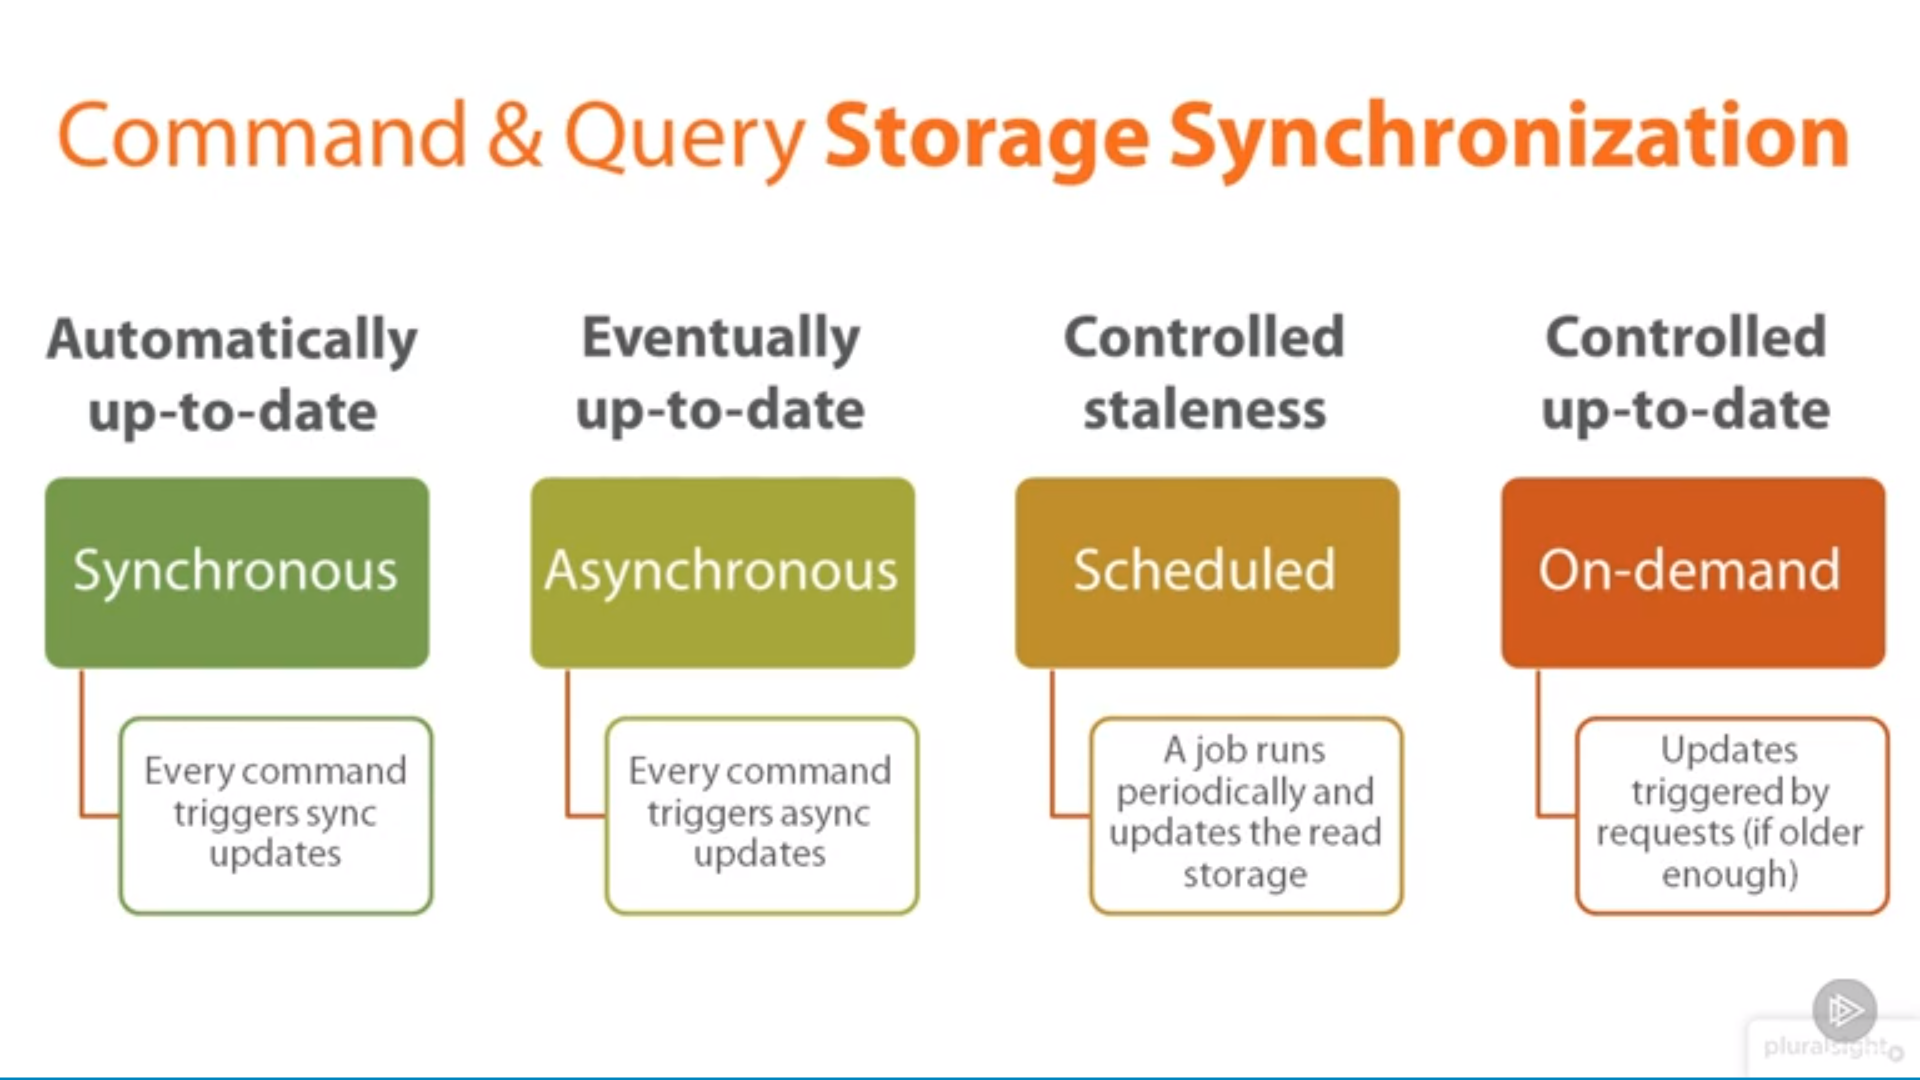 Command & Query Storage Synchronization
Automatically
up-to-date
Synchronous
Every command
triggers sync
updates
Eventually
up-to-date
Asynchronous
Every command
triggers async
updates
Controlled
staleness
Scheduled
A job runs
periodically and
updates the read
storage
Controlled
up-to-date
On-demand
Updates
triggered by
requests (if older
enough)
pluralsight